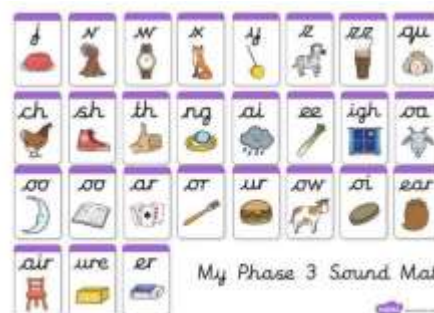 j v w x y z zz qu
ch sh th ng ai ee igh oa
oo oo ar or ur ow oi ear
air ure er My Phase 3 Sound Mat